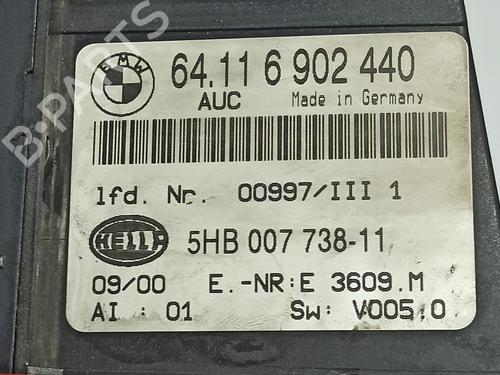 BMW
64.11 6 902 440
AUC Made in Germany
lfd. Nr. 00997/III 1
HELLA 5HB 007 738-11
09/00 E.-NR:E 3609.M
AI : 01 Sw: V005.0
B-PARTS